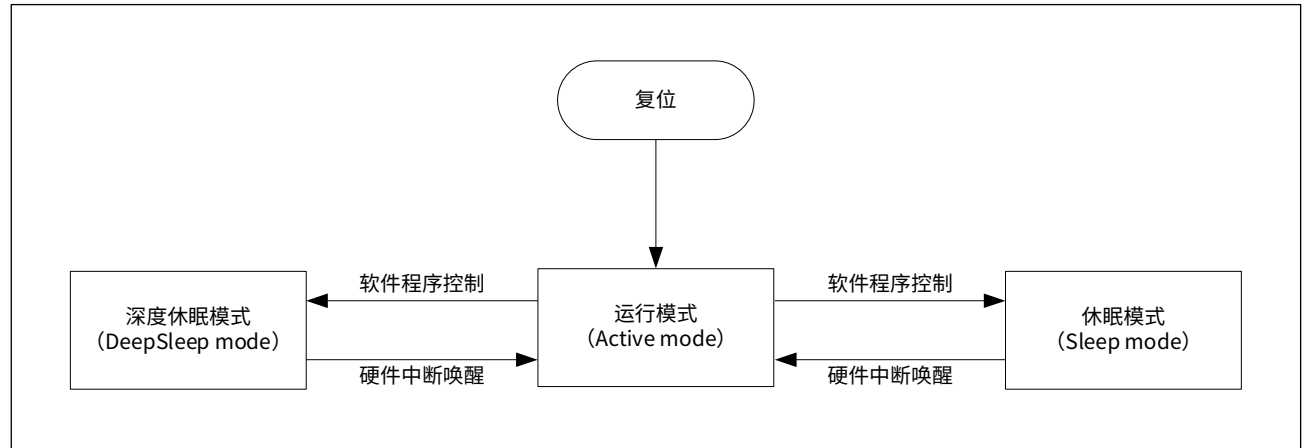 复位
软件程序控制
软件程序控制
深度休眠模式
（DeepSleep mode）
运行模式
（Active mode）
休眠模式
（Sleep mode）
硬件中断唤醒
硬件中断唤醒